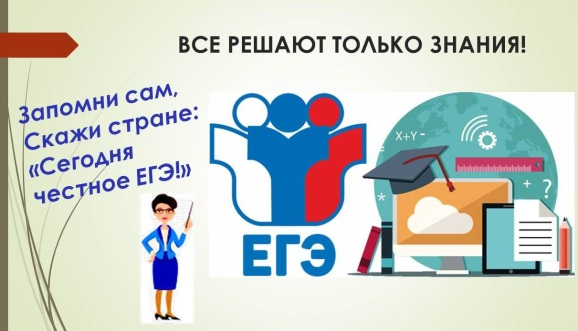 ВСЕ РЕШАЮТ ТОЛЬКО ЗНАНИЯ!
Запомни сам,
Скажи стране:
«Сегодня
честное ЕГЭ!»
ЕГЭ
X+Y
+
?